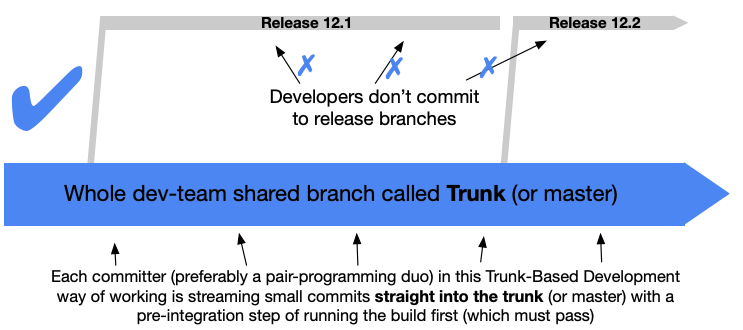 Release 12.1
Release 12.2
Developers don't commit
to release branches
Whole dev-team shared branch called Trunk (or master)
Each committer (preferably a pair-programming duo) in this Trunk-Based Development
way of working is streaming small commits straight into the trunk (or master) with a
pre-integration step of running the build first (which must pass)